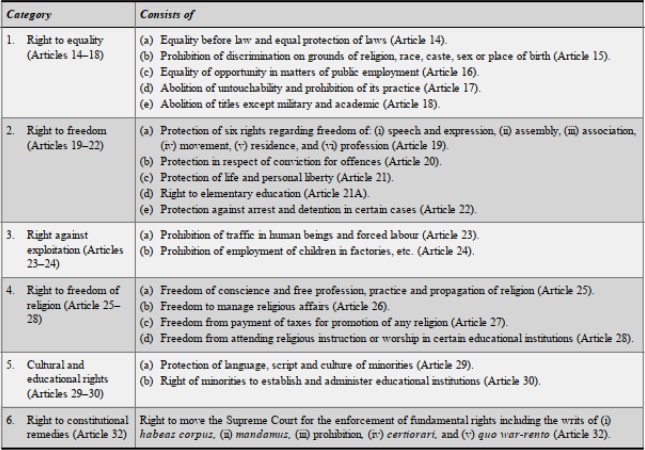 Category Consists of
1. Right to equality (Articles 14–18)
(a) Equality before law and equal protection of laws (Article 14).
(b) Prohibition of discrimination on grounds of religion, race, caste, sex or place of birth (Article 15).
(c) Equality of opportunity in matters of public employment (Article 16).
(d) Abolition of untouchability and prohibition of its practice (Article 17).
(e) Abolition of titles except military and academic (Article 18).
2. Right to freedom (Articles 19–22)
(a) Protection of six rights regarding freedom of: (i) speech and expression, (ii) assembly, (iii) association,
(iv) movement, (v) residence, and (vi) profession (Article 19).
(b) Protection in respect of conviction for offences (Article 20).
(c) Protection of life and personal liberty (Article 21).
(d) Right to elementary education (Article 21A).
(e) Protection against arrest and detention in certain cases (Article 22).
3. Right against
exploitation (Articles
23–24)
(a) Prohibition of traffic in human beings and forced labour (Article 23).
(b) Prohibition of employment of children in factories, etc. (Article 24).
4. Right to freedom of
religion (Article 25–
28)
(a) Freedom of conscience and free profession, practice and propagation of religion (Article 25).
(b) Freedom to manage religious affairs (Article 26).
(c) Freedom from payment of taxes for promotion of any religion (Article 27).
(d) Freedom from attending religious instruction or worship in certain educational institutions (Article 28).
5. Cultural and
educational rights
(Articles 29–30)
(a) Protection of language, script and culture of minorities (Article 29).
(b) Right of minorities to establish and administer educational institutions (Article 30).
6. Right to constitutional
remedies (Article 32)
Right to move the Supreme Court for the enforcement of fundamental rights including the writs of (i)
habeas corpus, (ii) mandamus, (iii) prohibition, (iv) certiorari, and (v) quo war-rento (Article 32).